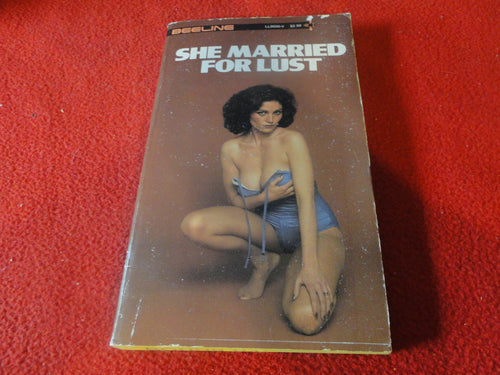 BEELINE
SHE MARRIED
FOR LUST